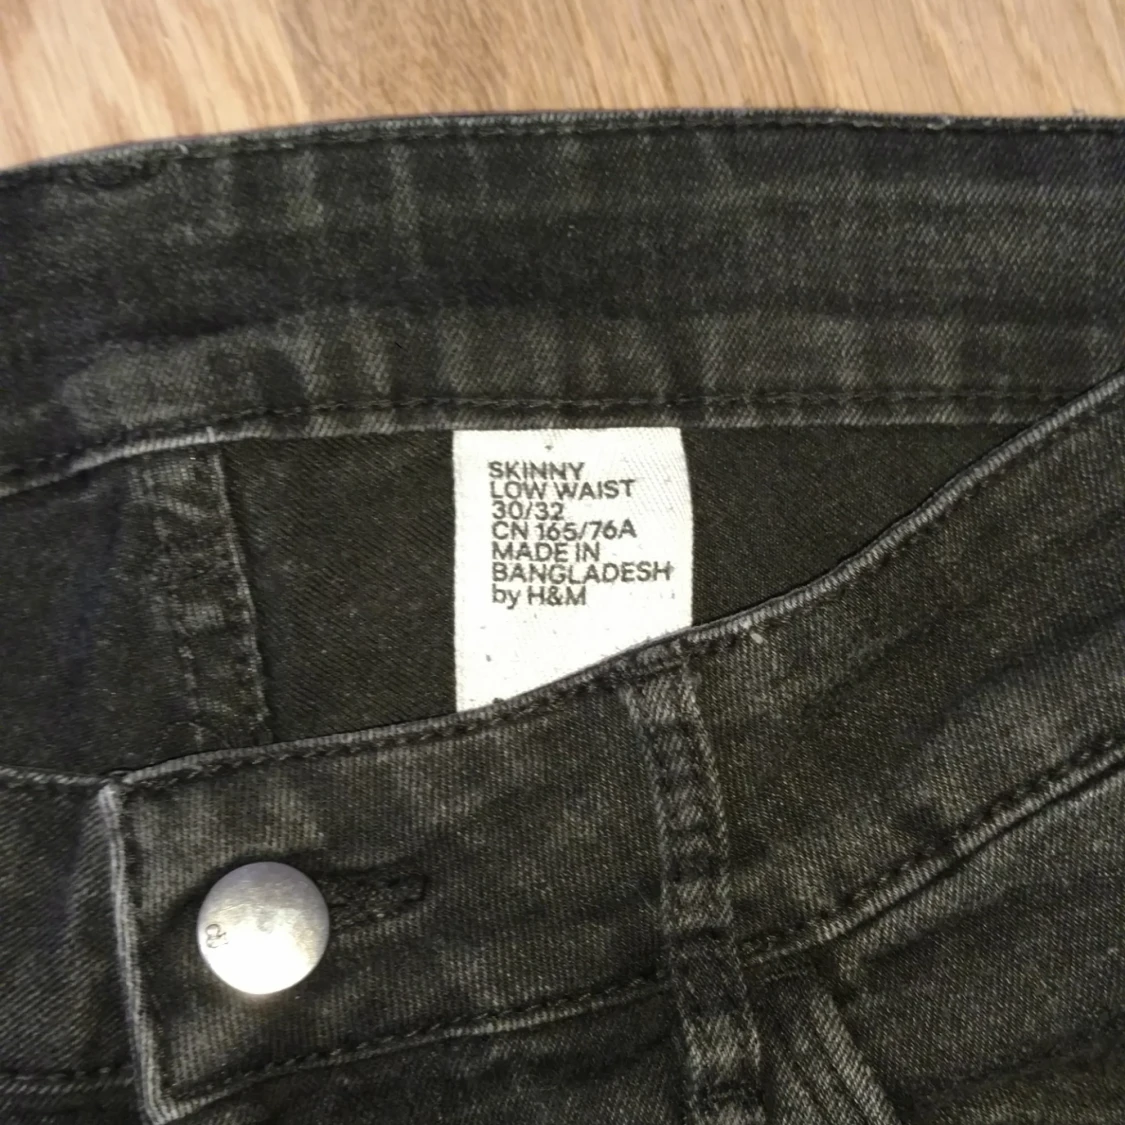 SKINNY
LOW WAIST
30/32
CN 165/76A
MADE IN
BANGLADESH
by H&M